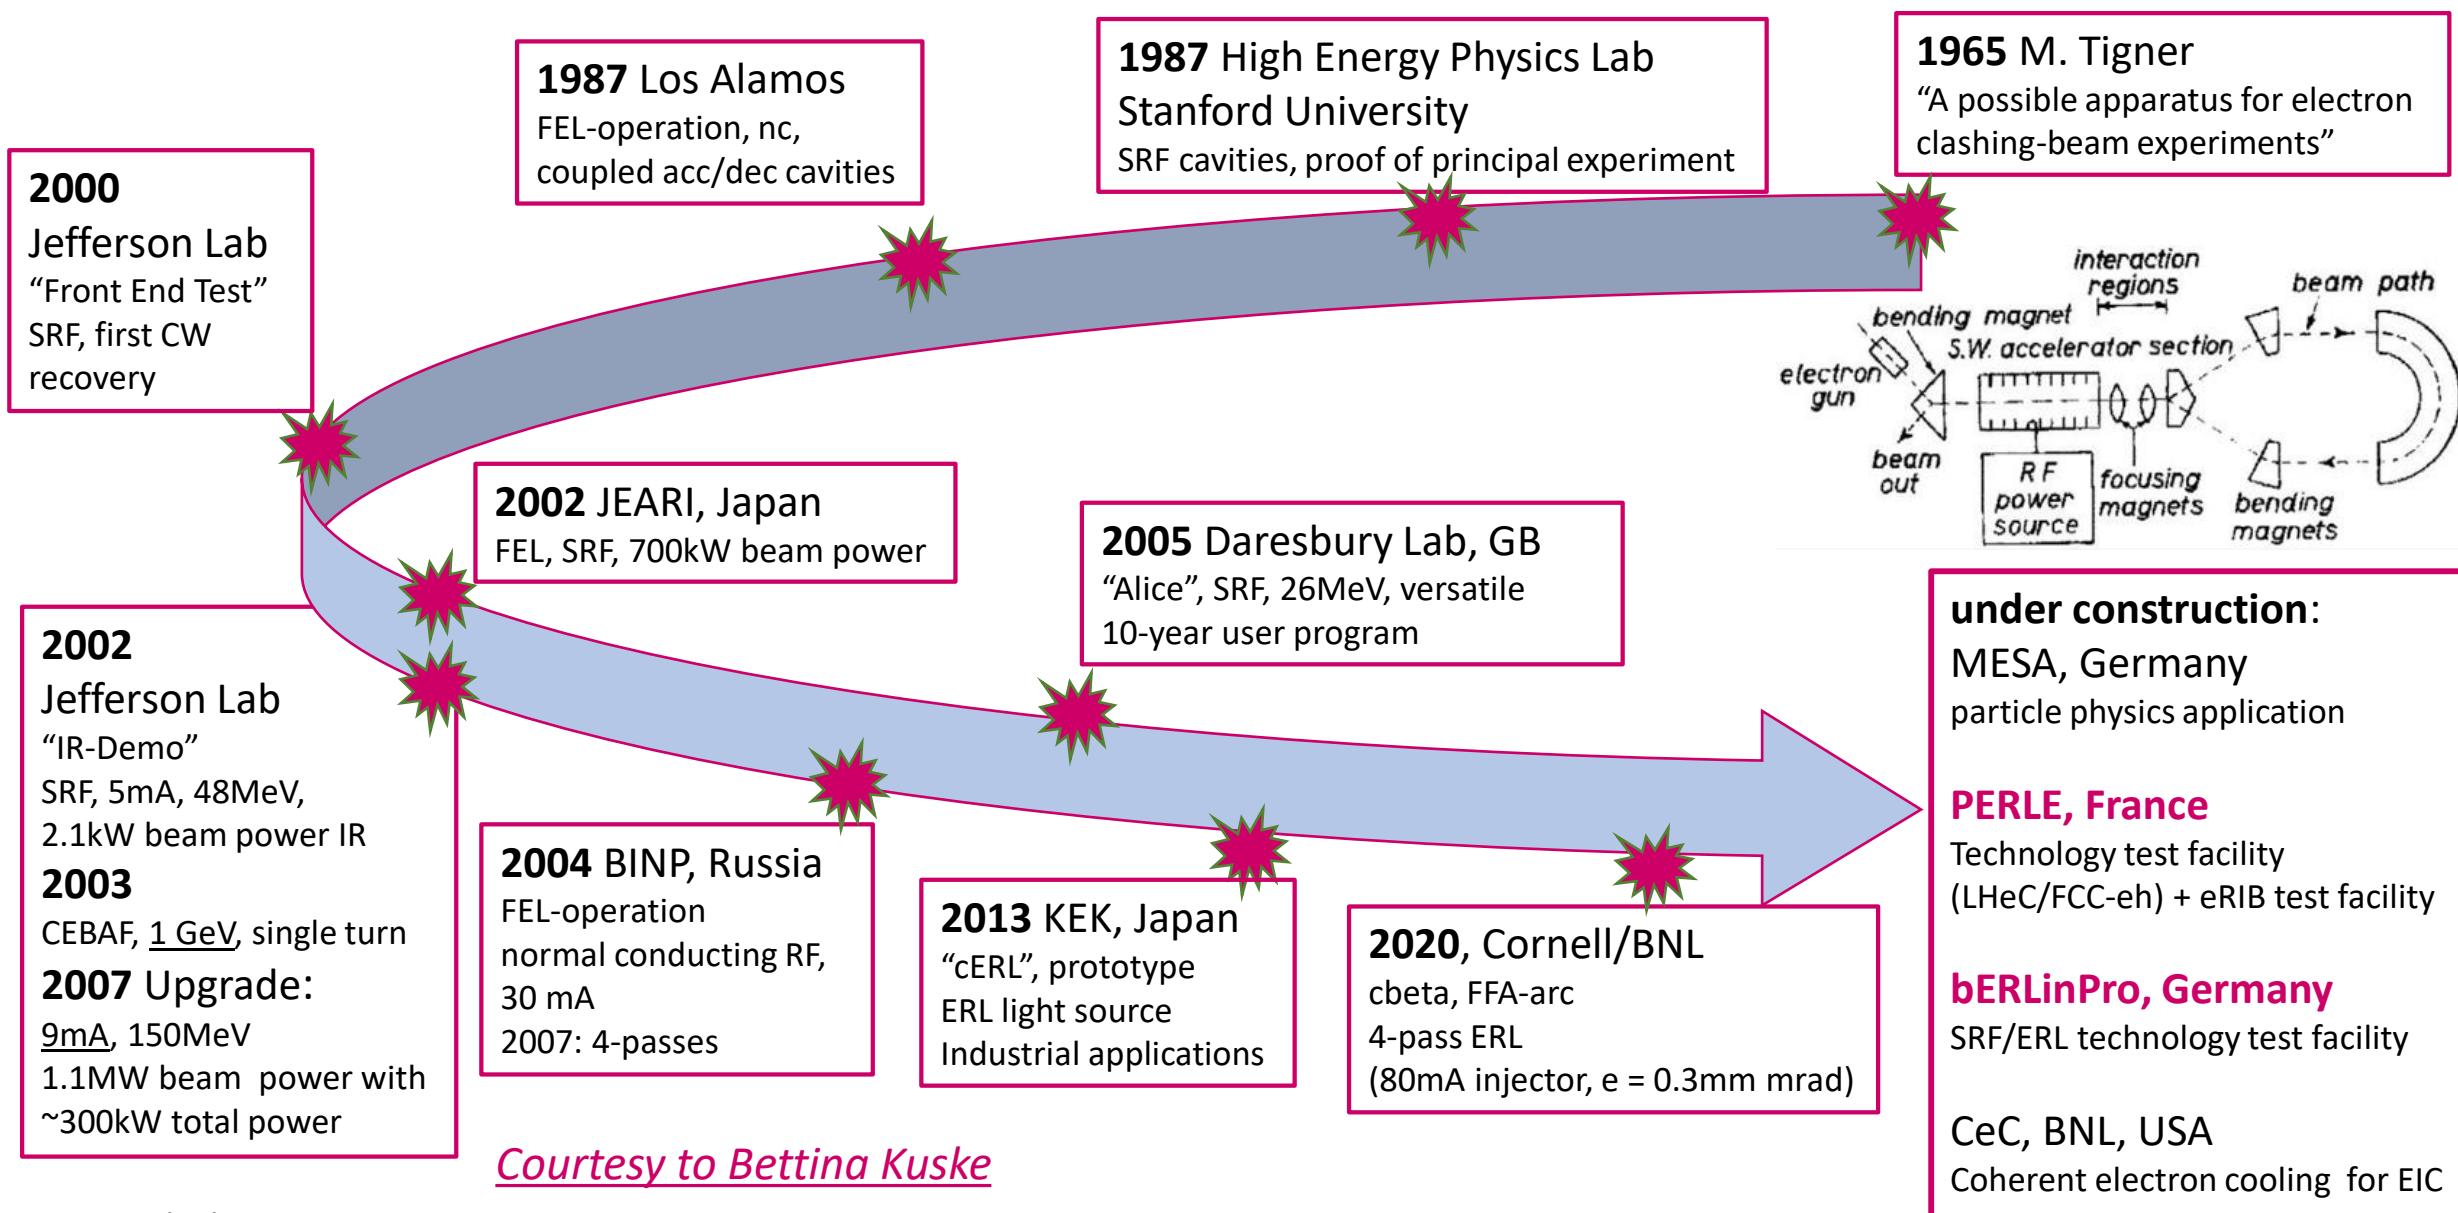 1965 M. Tigner
“A possible apparatus for electron
clashing-beam experiments”
1987 High Energy Physics Lab
Stanford University
SRF cavities, proof of principal experiment
1987 Los Alamos
FEL-operation, nc,
coupled acc/dec cavities
2000
Jefferson Lab
“Front End Test”
SRF, first CW
recovery
interaction
regions
beam path
bending magnet
S.W. accelerator section
electron
gun
beam
out
RF
power
source
focusing
magnets
bending
magnets
2002 JEARI, Japan
FEL, SRF, 700kW beam power
2005 Daresbury Lab, GB
“Alice”, SRF, 26MeV, versatile
10-year user program
2002
Jefferson Lab
“IR-Demo”
SRF, 5mA, 48MeV,
2.1kW beam power IR
2003
CEBAF, 1 GeV, single turn
2007 Upgrade:
9mA, 150MeV
1.1MW beam  power with
~300kW total power
2004 BINP, Russia
FEL-operation
normal conducting RF,
30 mA
2007: 4-passes
2013 KEK, Japan
“cERL”, prototype
ERL light source
Industrial applications
2020, Cornell/BNL
cbeta, FFA-arc
4-pass ERL
(80mA injector, e = 0.3mm mrad)
under construction:
MESA, Germany
particle physics application
PERLE, France
Technology test facility
(LHeC/FCC-eh) + eRIB test facility
bERLinPro, Germany
SRF/ERL technology test facility
CeC, BNL, USA
Coherent electron cooling  for EIC
Courtesy to Bettina Kuske